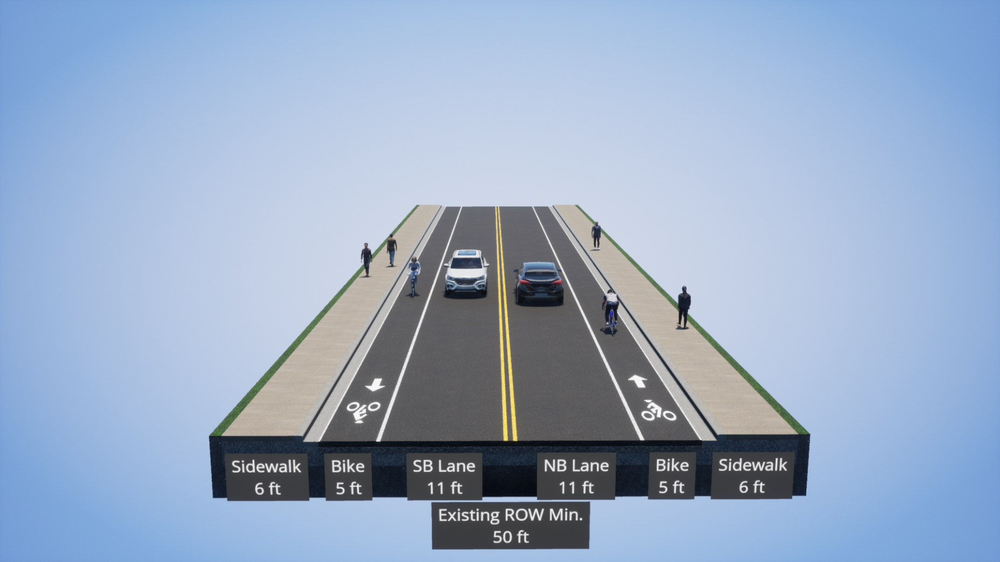 Sidewalk
6 ft
Bike
5 ft
SB Lane
11 ft
NB Lane
11 ft
Bike
5 ft
Sidewalk
6 ft
Existing ROW Min.
50 ft